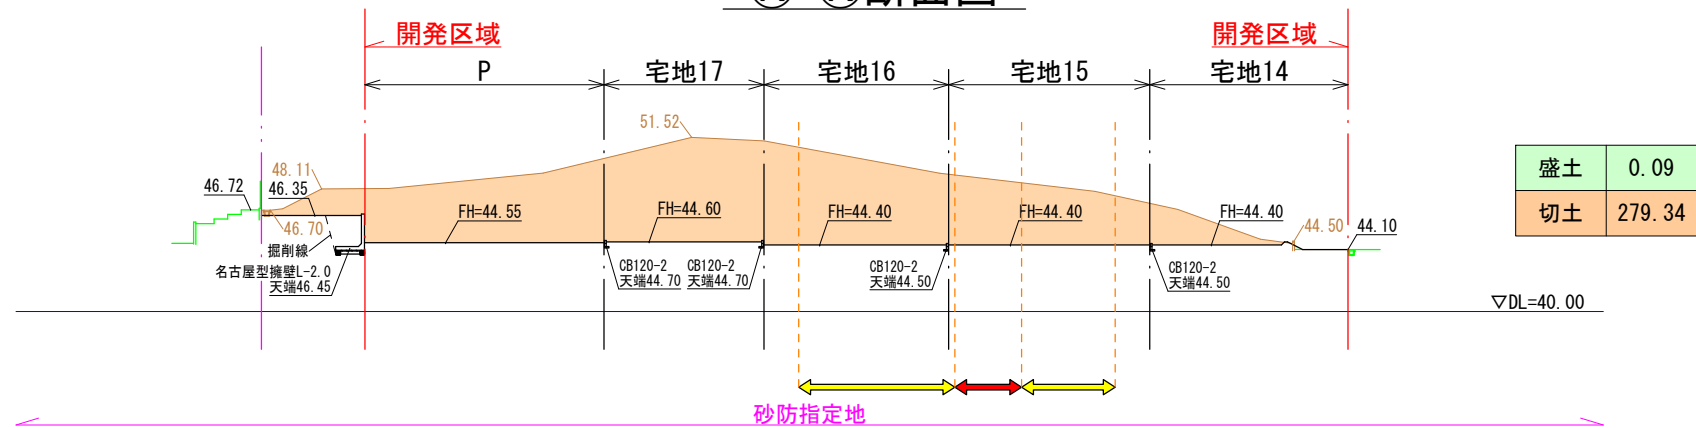 断面図
開発区域
開発区域
P
宅地17
宅地16
宅地15
宅地14
51.52
48.11
46.72
46.35
46.70
掘削線
名古屋型擁壁L-2.0
天端46.45
FH=44.55
FH=44.60
FH=44.40
FH=44.40
FH=44.40
44.50
44.10
CB120-2
天端44.70
CB120-2
天端44.70
CB120-2
天端44.50
CB120-2
天端44.50
盛土 0.09
切土 279.34
▽DL=40.00
砂防指定地